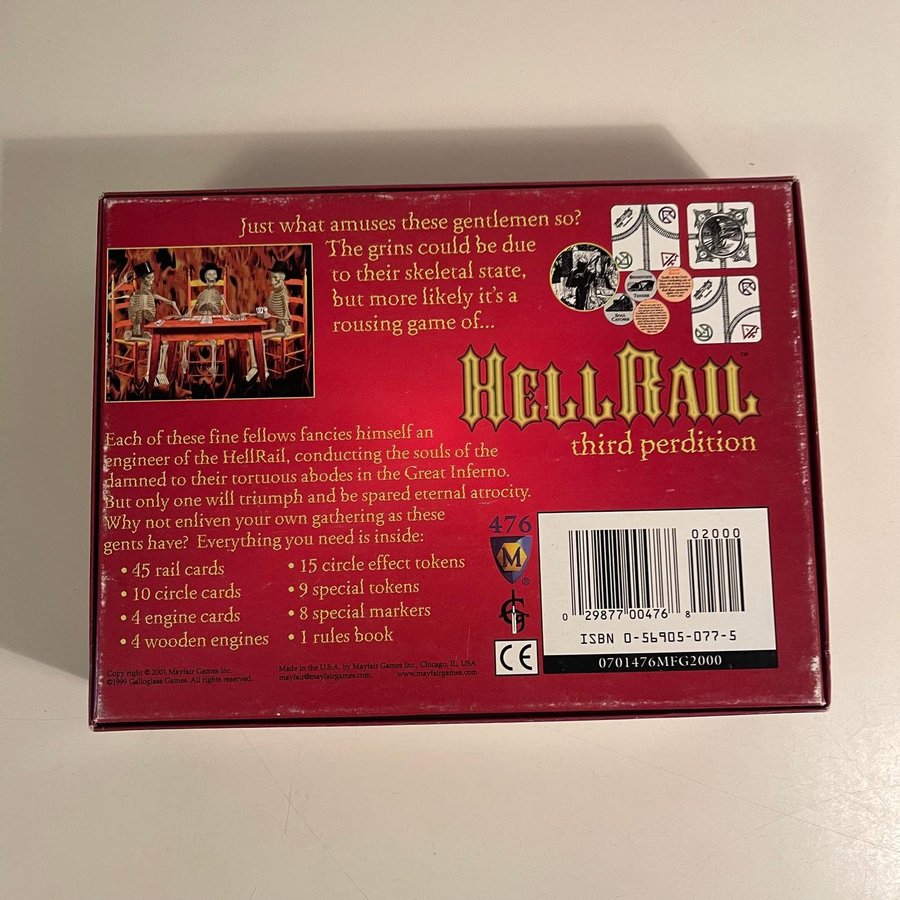 Just what amuses these gentlemen so?
The grins could be due
to their skeletal state,
but more likely it's a
rousing game of...
HELLRAIL™
third perdition
Each of these fine fellows fancies himself an
engineer of the HellRail, conducting the souls of the
damned to their tortuous abodes in the Great Inferno.
But only one will triumph and be spared eternal atrocity.
Why not enliven your own gathering as these
gents have? Everything you need is inside:
• 45 rail cards
• 10 circle cards
• 4 engine cards
• 4 wooden engines
• 15 circle effect tokens
• 9 special tokens
• 8 special markers
• 1 rules book
Copy right © 2001 Mayfair Games Inc.
©1999 Galloglass Games. All rights reserved.
Made in the U.S.A. by Mayfair Games Inc. Chicago, IL, USA
mayfair@mayfairgames.com www.mayfairgames.com
476
M
®
CE
02000
0 29877 00476 8
ISBN 0-56905-077-5
0701476MFG2000
Tender
Soul
Catcher